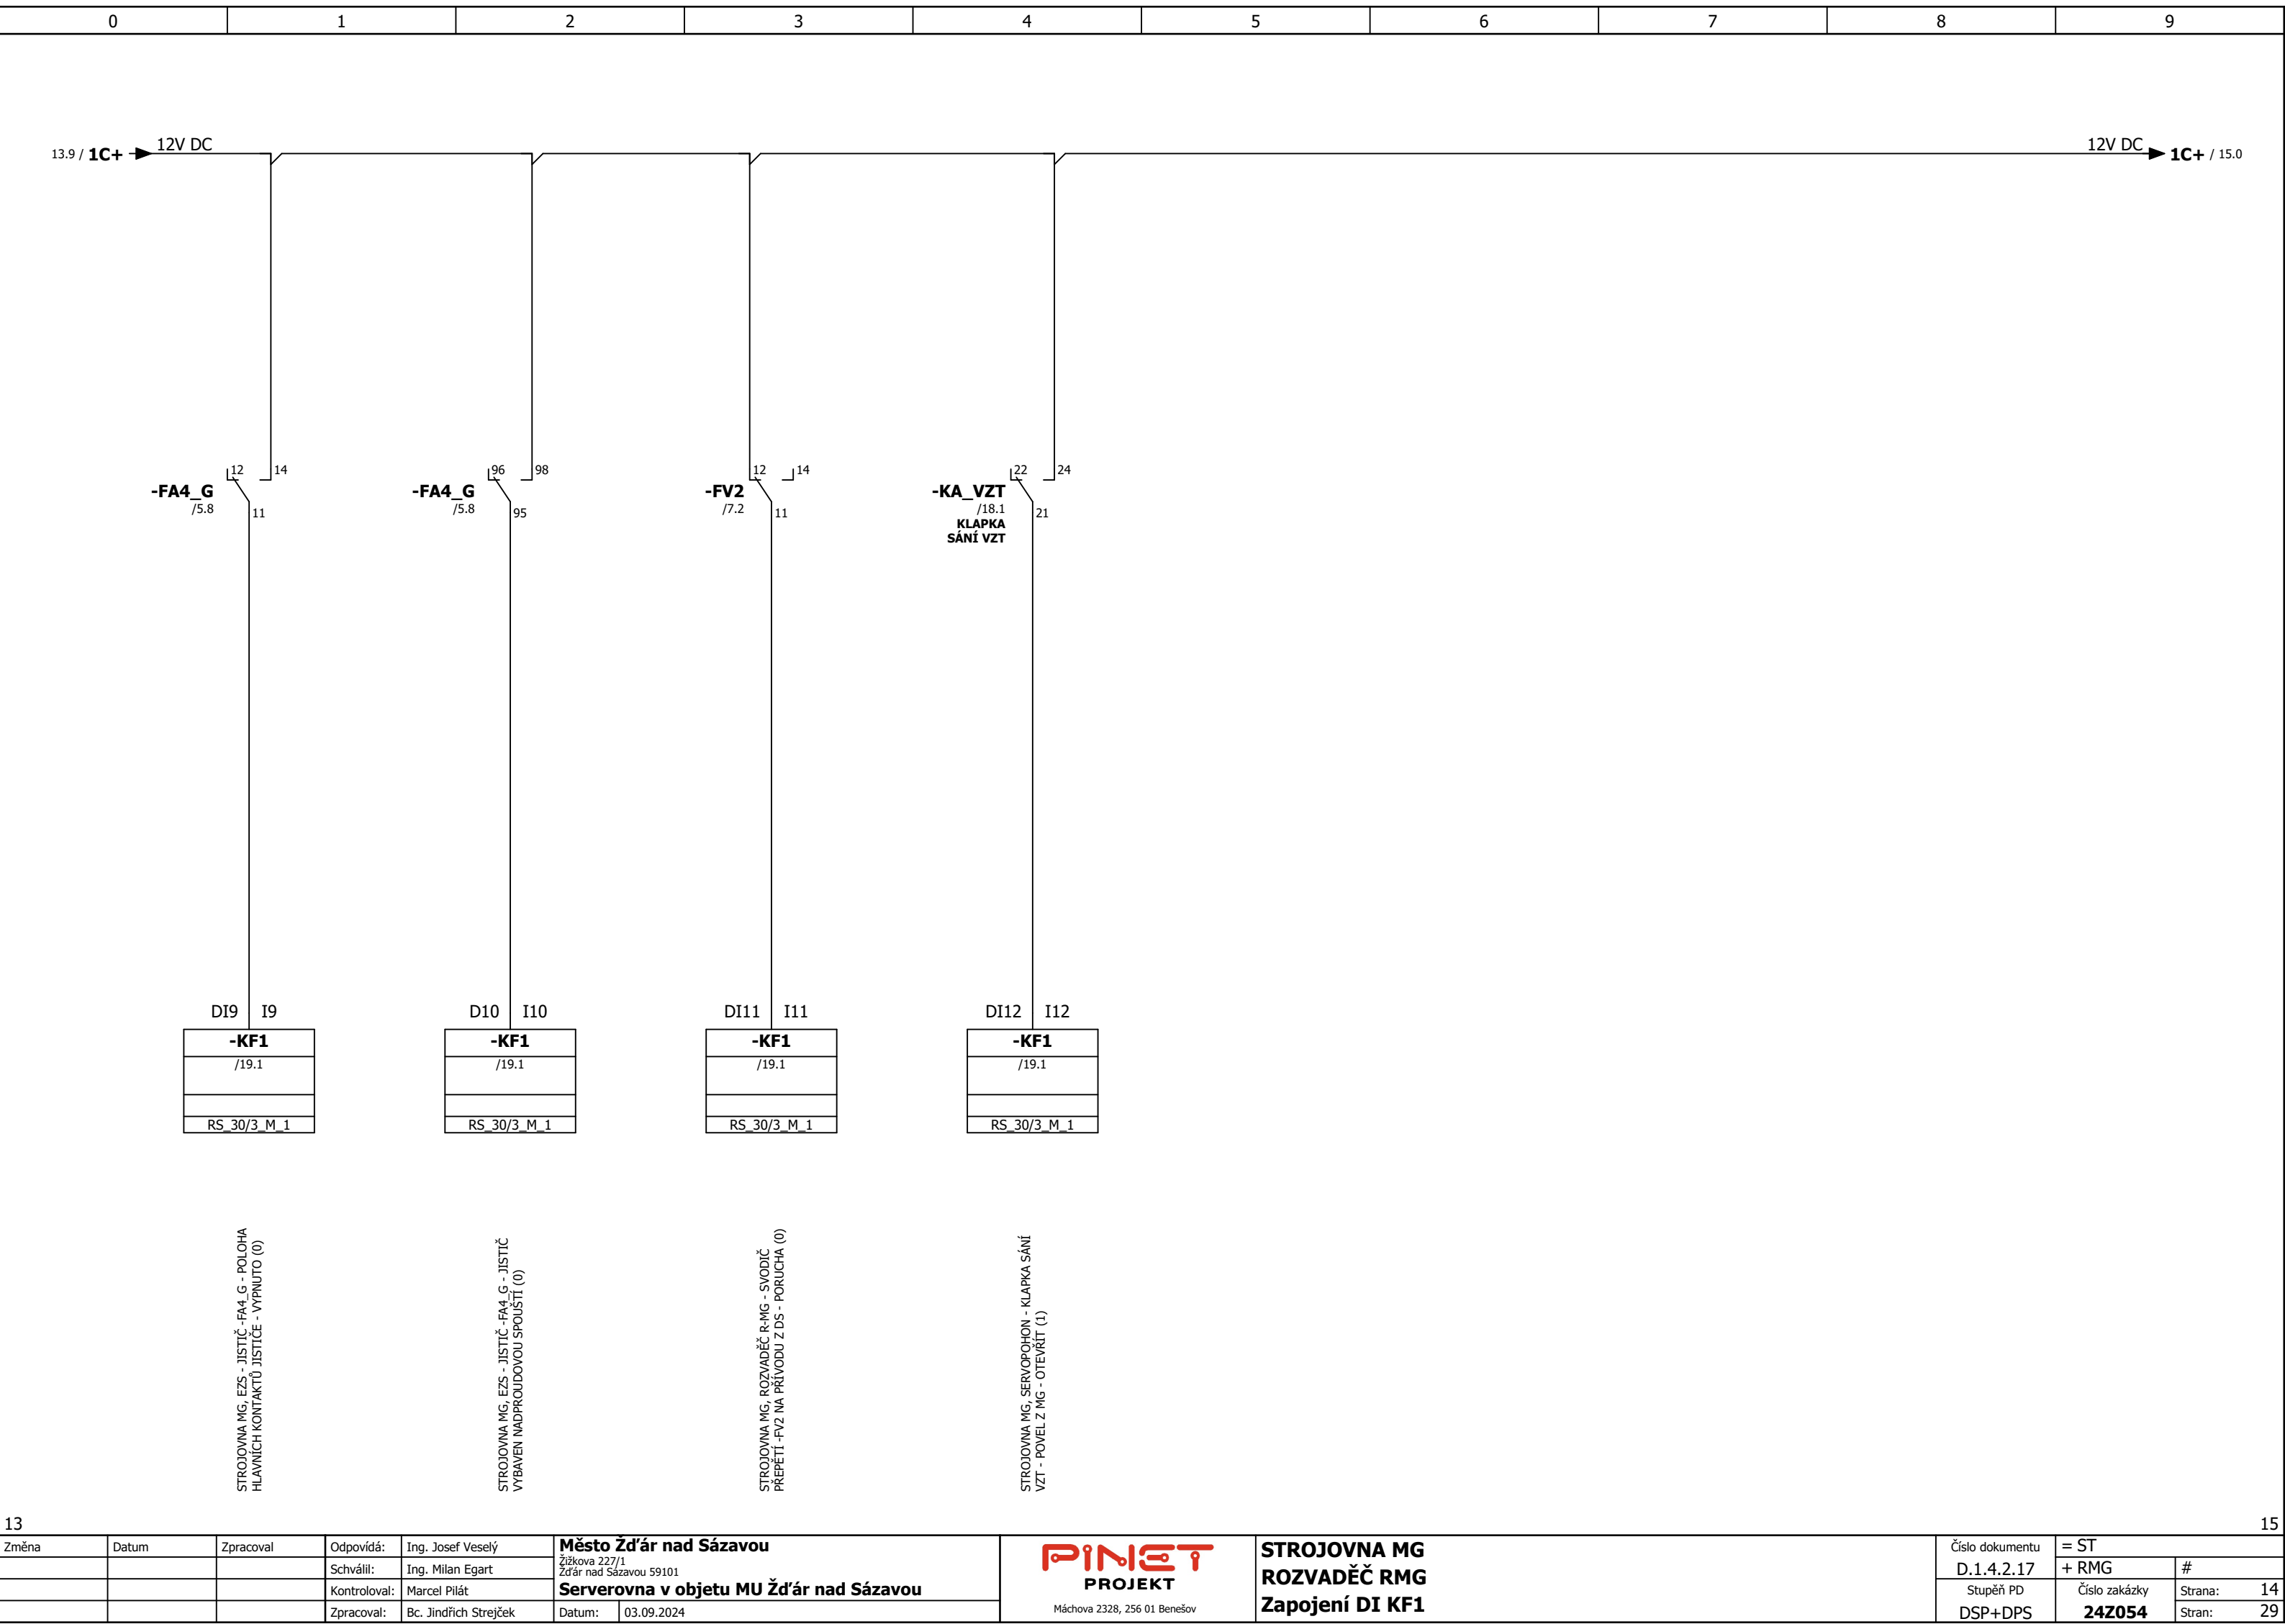 0 1 2 3 4 5 6 7 8 9
13.9 / 1C+ 12V DC
12V DC 1C+ / 15.0
12 14
-FA4_G
/5.8
11
96 98
-FA4_G
/5.8
95
12 14
-FV2
/7.2
11
22 24
-KA_VZT
/18.1
21
KLAPKA
SÁNÍ VZT
DI9 I9
-KF1
/19.1
RS_30/3_M_1
D10 I10
-KF1
/19.1
RS_30/3_M_1
DI11 I11
-KF1
/19.1
RS_30/3_M_1
DI12 I12
-KF1
/19.1
RS_30/3_M_1
STROJOVNA MG, EZS - JISTIČ -FA4_G - POLOHA
HLAVNÍCH KONTAKTŮ JISTIČE - VYPNUTO (0)
STROJOVNA MG, EZS - JISTIČ -FA4_G - JISTIČ
VYBAVEN NADPROUDOVOU SPOUŠTÍ (0)
STROJOVNA MG, ROZVADĚČ R-MG - SVODIČ
PŘEPĚTÍ -FV2 NA PŘÍVODU Z DS - PORUCHA (0)
STROJOVNA MG, SERVOPOHON - KLAPKA SÁNÍ
VZT - POVEL Z MG - OTEVŘÍT (1)
13 15
Změna Datum Zpracoval
Odpovídá: Ing. Josef Veselý
Schválil: Ing. Milan Egart
Kontroloval: Marcel Pilát
Zpracoval: Bc. Jindřich Strejček
Město Žďár nad Sázavou
Žižkova 227/1
Žďár nad Sázavou 59101
Serverovna v objetu MU Žďár nad Sázavou
Datum: 03.09.2024
PINET
PROJEKT
Máchova 2328, 256 01 Benešov
STROJOVNA MG
ROZVADĚČ RMG
Zapojení DI KF1
Číslo dokumentu
D.1.4.2.17
Stupěň PD
DSP+DPS
= ST
+ RMG #
Číslo zakázky
24Z054
Strana: 14
Stran: 29